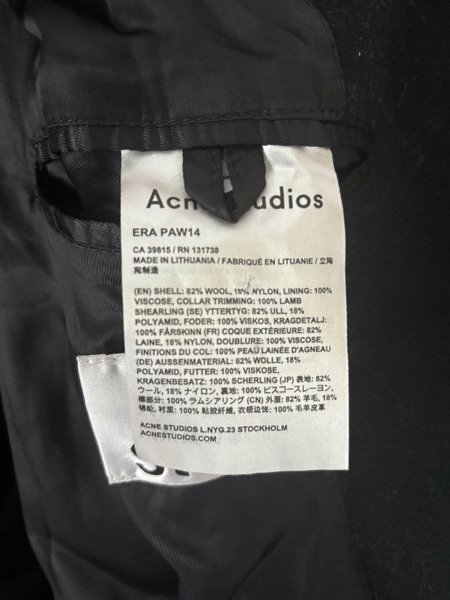 Acne Studios
ERA PAW14
CA 39815 / RN 131738
MADE IN LITHUANIA / FABRIQUÉ EN LITUANIE / 立陶
宛制造
(EN) SHELL: 82% WOOL, 18% NYLON, LINING: 100%
VISCOSE, COLLAR TRIMMING: 100% LAMB
SHEARLING (SE) YTTERTYG: 82% ULL, 18%
POLYAMID, FODER: 100% VISKOS, KRAGDETALJ:
100% FÅRSKINN (FR) COQUE EXTÉRIEURE: 82%
LAINE, 18% NYLON, DOUBLURE: 100% VISCOSE,
FINITIONS DU COL: 100% PEAU LAINÉE D'AGNEAU
(DE) AUSSENMATERIAL: 82% WOLLE, 18%
POLYAMID, FUTTER: 100% VISKOSE,
KRAGENBESATZ: 100% SCHERLING (JP) 表地: 82%
ウール, 18% ナイロン, 裏地: 100% ビスコースレーヨン,
襟部分: 100% ラムシアリング (CN) 外层: 82% 羊毛, 18%
锦纶, 衬里: 100% 粘胶纤维, 衣领边饰: 100% 毛羊皮革
ACNE STUDIOS L.NYG.23 STOCKHOLM
ACNESTUDIOS.COM